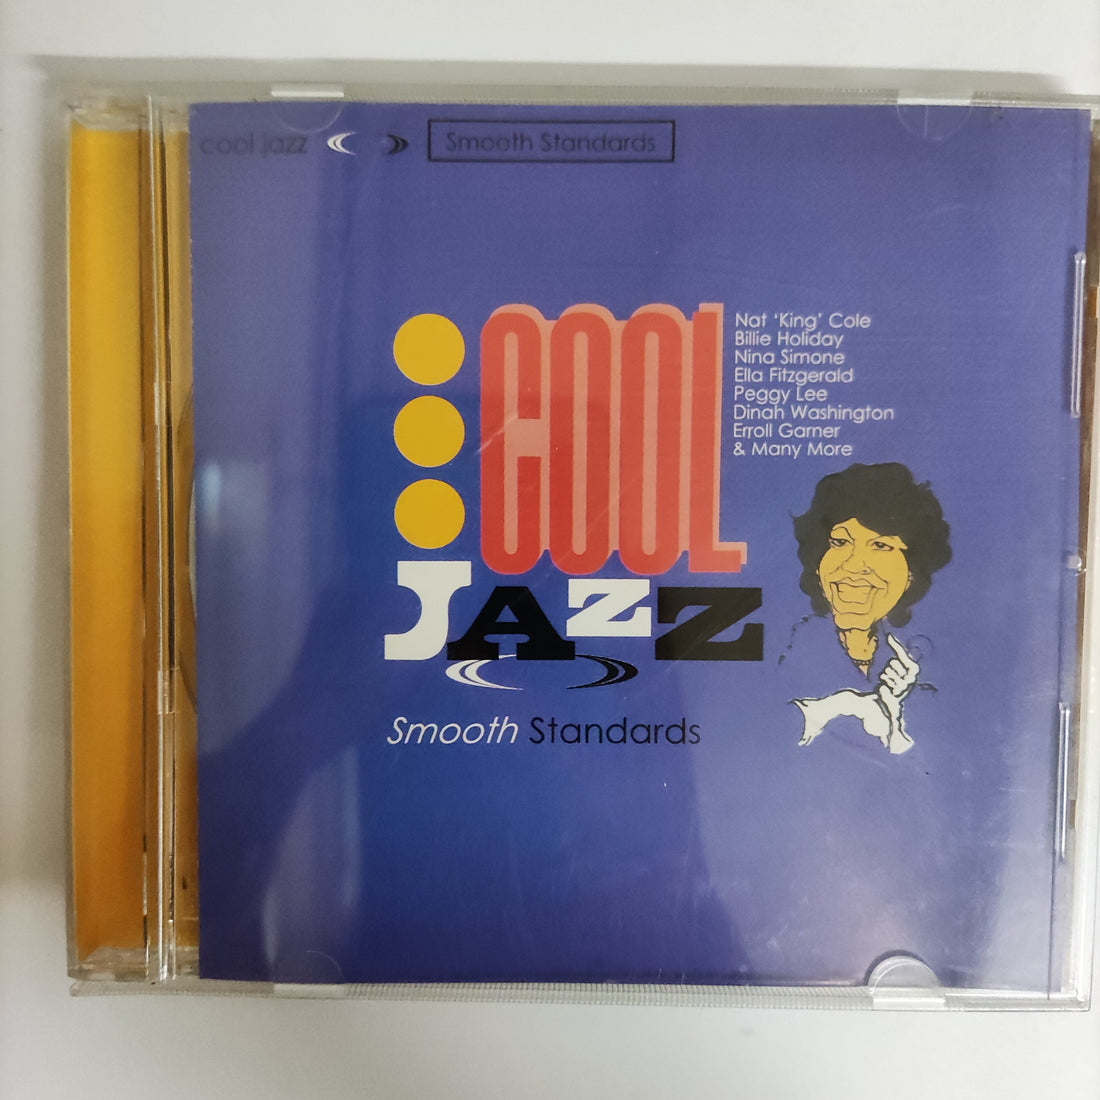 cool jazz
Smooth Standards
COOL
JAZZ
Smooth Standards
Nat ‘King’ Cole
Billie Holiday
Nina Simone
Ella Fitzgerald
Peggy Lee
Dinah Washington
Erroll Garner
& Many More